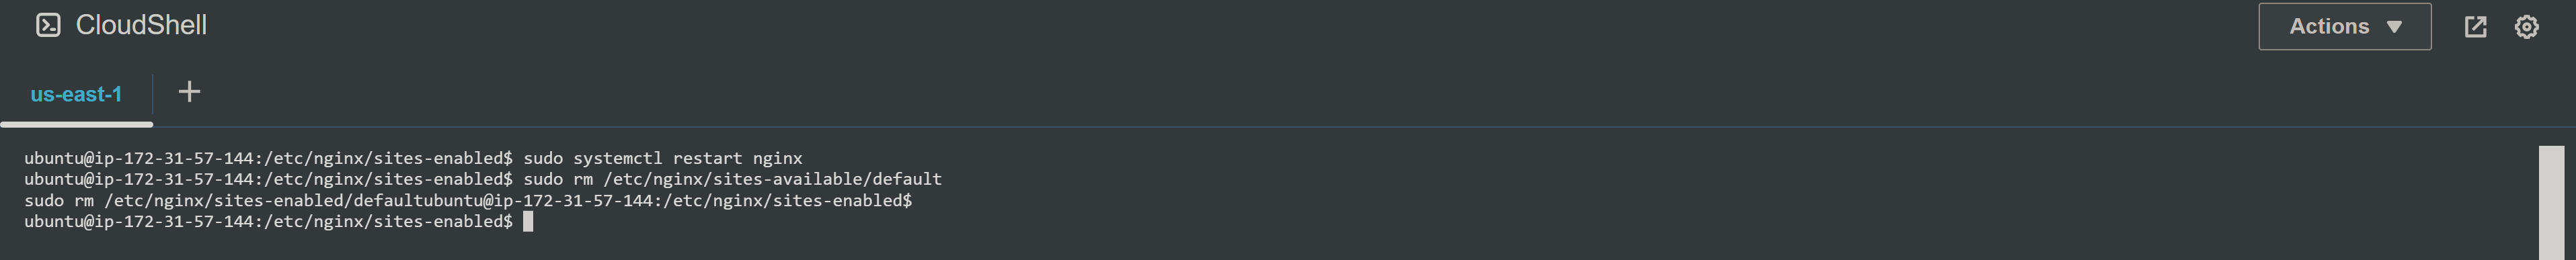 CloudShell
Actions
us-east-1
ubuntu@ip-172-31-57-144:/etc/nginx/sites-enabled$ sudo systemctl restart nginx
ubuntu@ip-172-31-57-144:/etc/nginx/sites-enabled$ sudo rm /etc/nginx/sites-available/default
sudo rm /etc/nginx/sites-enabled/defaultubuntu@ip-172-31-57-144:/etc/nginx/sites-enabled$
ubuntu@ip-172-31-57-144:/etc/nginx/sites-enabled$